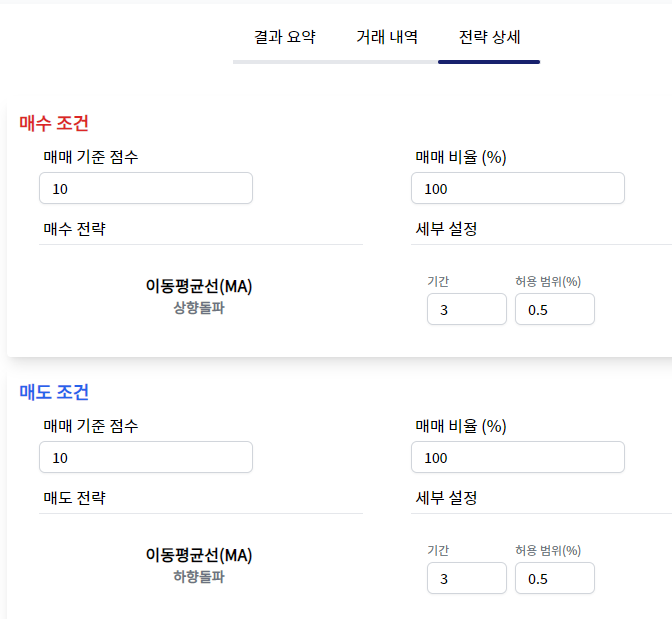 결과 요약 거래 내역 전략 상세
매수 조건
매매 기준 점수 매매 비율 (%)
10 100
매수 전략 세부 설정
이동평균선(MA)
상향돌파
기간 허용 범위(%)
3 0.5
매도 조건
매매 기준 점수 매매 비율 (%)
10 100
매도 전략 세부 설정
이동평균선(MA)
하향돌파
기간 허용 범위(%)
3 0.5